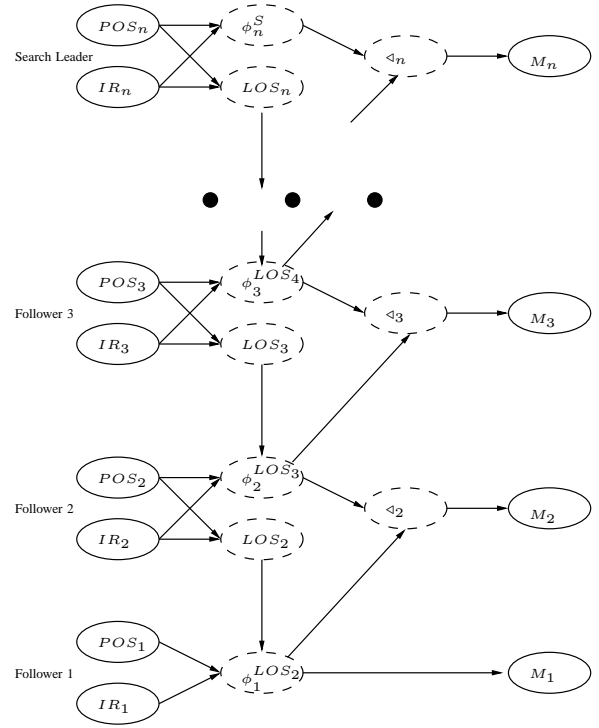 POS_n φ_n^S
Search Leader ◁_n M_n
IR_n LOS_n
POS_3 φ_3^{LOS_4}
Follower 3 ◁_3 M_3
IR_3 LOS_3
POS_2 φ_2^{LOS_3}
Follower 2 ◁_2 M_2
IR_2 LOS_2
POS_1
Follower 1 φ_1^{LOS_2} M_1
IR_1